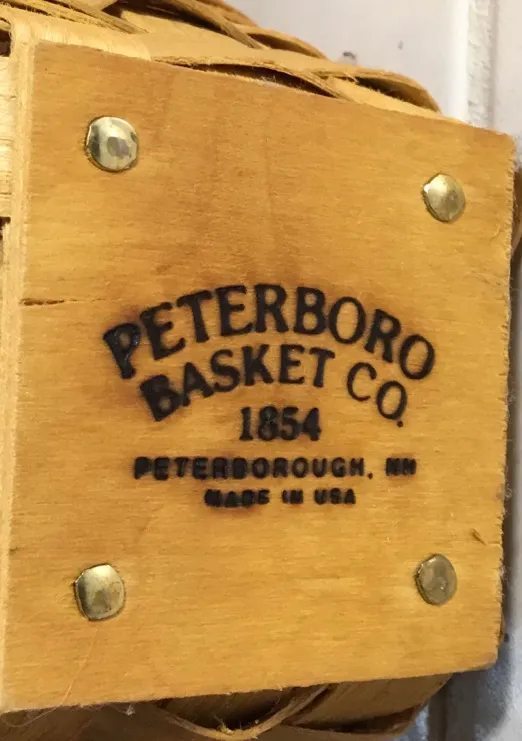 PETERBORO
BASKET CO.
1854
PETERBOROUGH, NH
MADE IN USA